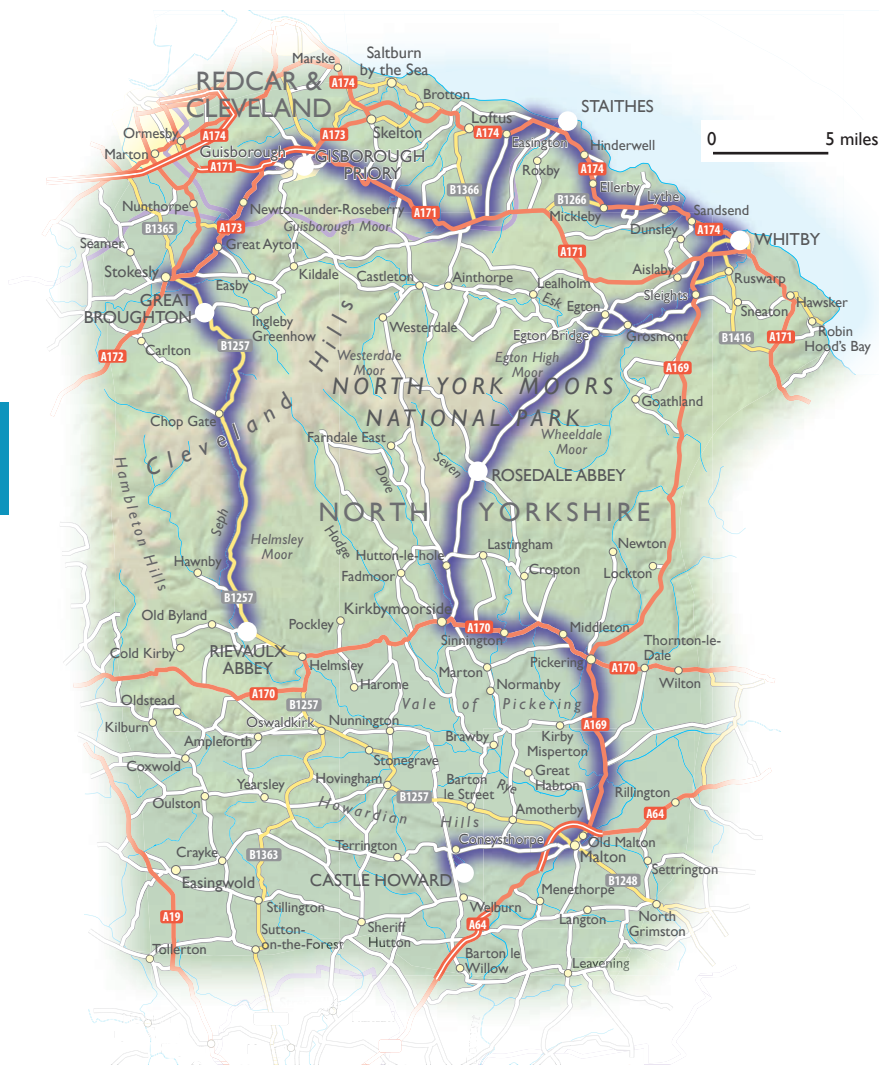 Saltburn
by the Sea
Marske
A174
REDCAR &
CLEVELAND
Brotton
STAITHES
Loftus
A174
Ormesby
A174
A173
Skelton
A174
Easington
Hinderwell
0
5 miles
Marton
Guisborough
GISBOROUGH
PRIORY
A171
Roxby
A174
Ellerby
B1366
B1266
Lythe
Nunthorpe
Newton-under-Roseberry
A171
Mickleby
Sandsend
B1365
A173
Guisborough Moor
Dunsley
A174
WHITBY
Seamer
Great Ayton
A171
Stokesly
Easby
Kildale
Castleton
Ainthorpe
Lealholm
Aislaby
Ruswarp
GREAT
BROUGHTON
Esk
Egton
Sleights
Hawsker
Ingleby
Greenhow
Westerdale
Egton Bridge
Grosmont
Sneaton
Robin
Hood's Bay
A172
Carlton
B1257
Westerdale
Moor
Egton High
Moor
B1416
A171
A169
Cleveland Hills
NORTH YORK MOORS
NATIONAL PARK
Goathland
Chop Gate
Farndale East
Wheeldale
Moor
Dove
Seven
ROSEDALE ABBEY
Hambleton Hills
Seph
NORTH YORKSHIRE
Helmsley
Moor
Hodge
Hutton-le-hole
Lastingham
Newton
Hawnby
Fadmoor
Cropton
Lockton
B1257
Old Byland
Pockley
Kirkbymoorside
A170
Middleton
Cold Kirby
RIEVAULX
ABBEY
Sinnington
Thornton-le-
Dale
Helmsley
Marton
Pickering
A170
Wilton
Oldstead
A170
Harome
Normanby
B1257
Vale of Pickering
Kilburn
Oswaldkirk
Nunnington
A169
Ampleforth
Brawby
Kirby
Misperton
Coxwold
Stonegrave
Great
Habton
Oulston
Yearsley
Hovingham
Barton
le Street
Rye
Rillington
B1257
Howardian Hills
Amotherby
A64
Terrington
Coneysthorpe
Old Malton
Malton
Crayke
B1363
Settrington
Easingwold
CASTLE HOWARD
B1248
Menethorpe
Stillington
Welburn
Langton
North
Grimston
A19
Sheriff
Hutton
A64
Sutton-
on-the-Forest
Tollerton
Barton le
Willow
Leavening